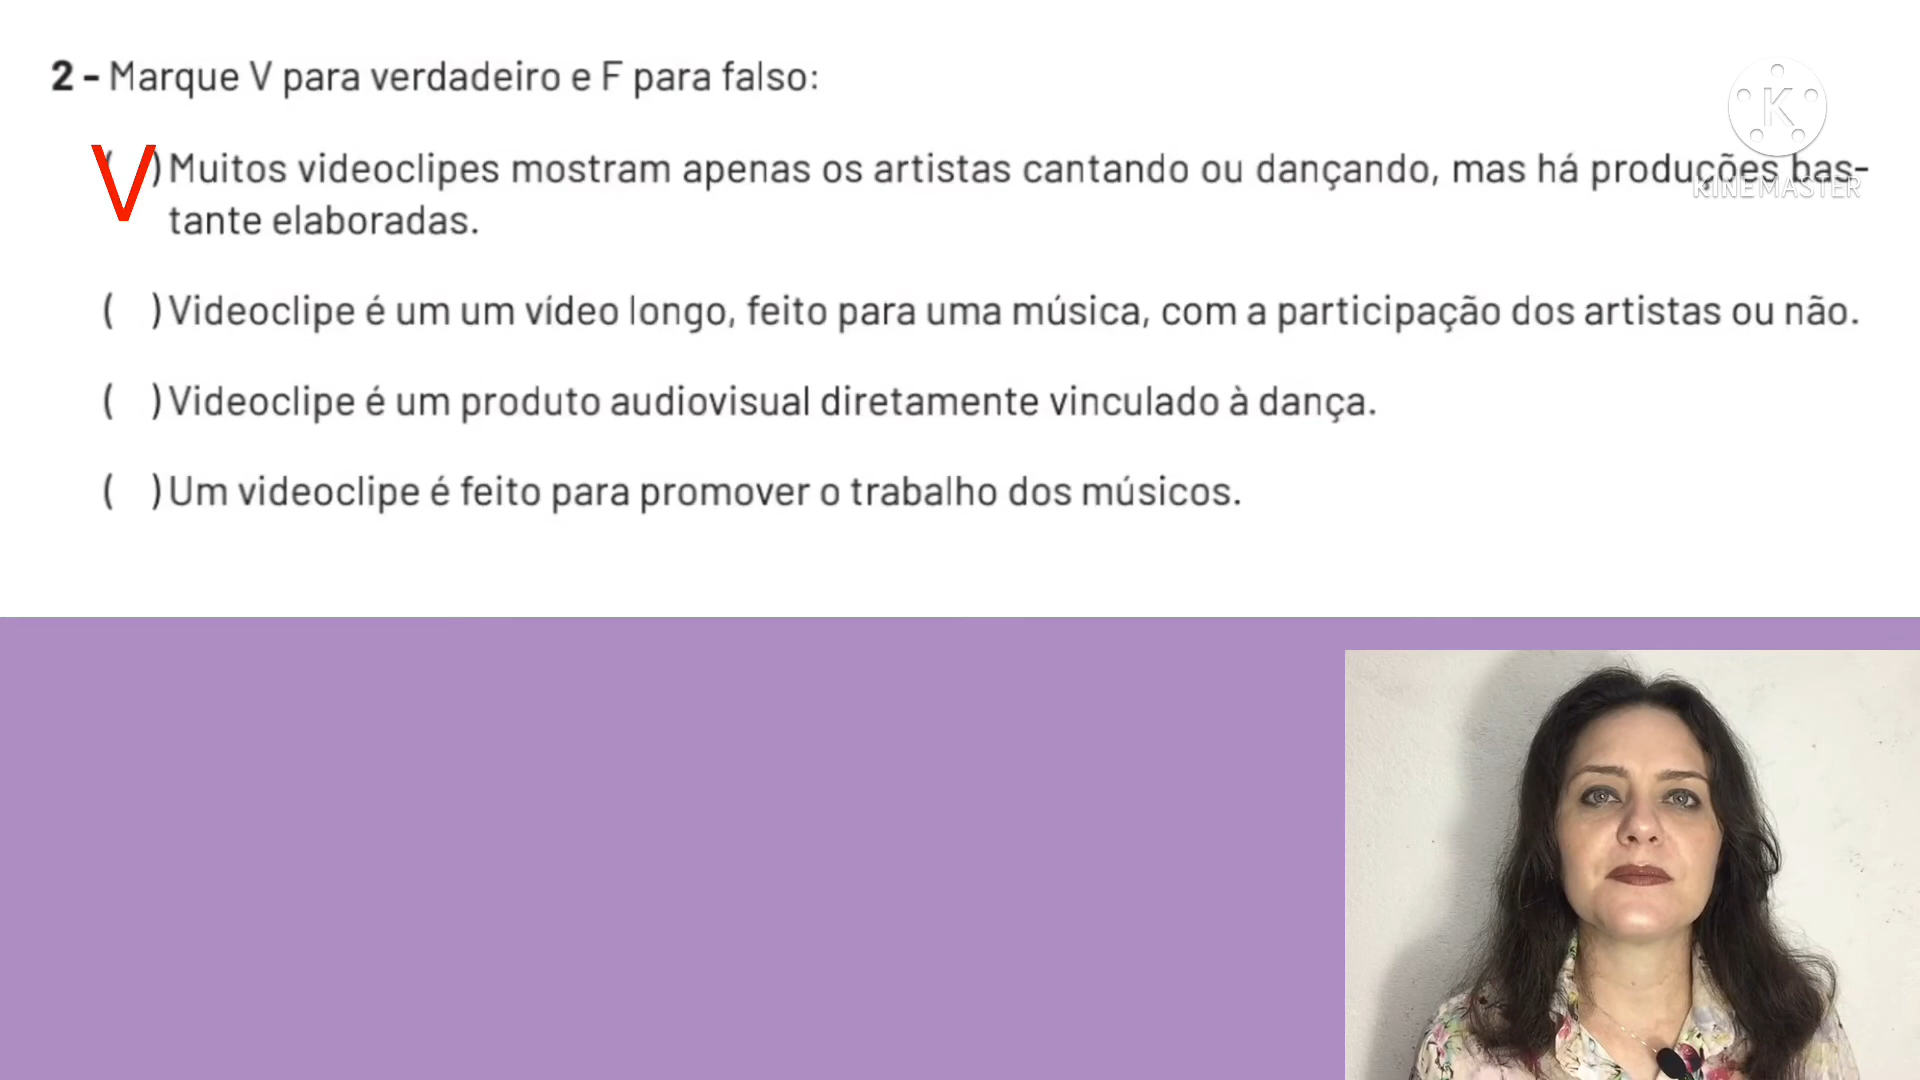 2 - Marque V para verdadeiro e F para falso:
V ( ) Muitos videoclipes mostram apenas os artistas cantando ou dançando, mas há produções bas-
tante elaboradas.
( ) Videoclipe é um um vídeo longo, feito para uma música, com a participação dos artistas ou não.
( ) Videoclipe é um produto audiovisual diretamente vinculado à dança.
( ) Um videoclipe é feito para promover o trabalho dos músicos.
K
KINEMASTER